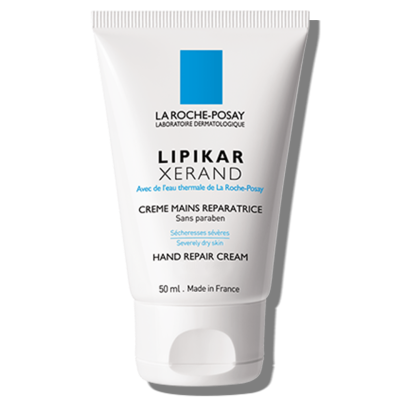 LA ROCHE-POSAY
LABORATOIRE DERMATOLOGIQUE
LIPIKAR
XERAND
Avec de l'eau thermale de La Roche-Posay
CREME MAINS REPARATRICE
Sans paraben
Sécheresses sévères
Severely dry skin
HAND REPAIR CREAM
50 ml . Made in France